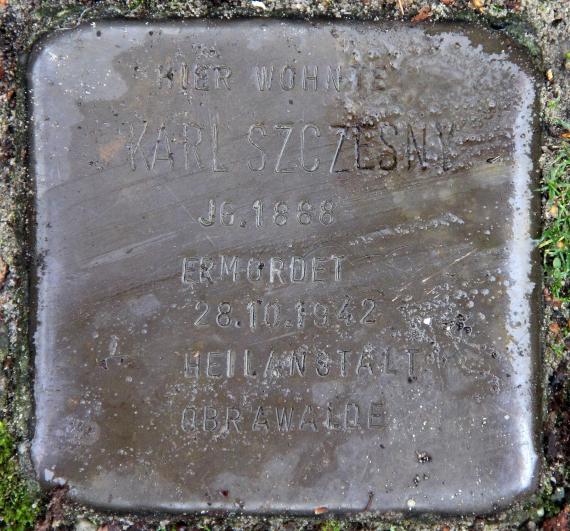 HIER WOHNTE
KARL SZCZESNY
JG. 1888
ERMORDET
28.10.1942
HEILANSTALT
OBRAWALDE